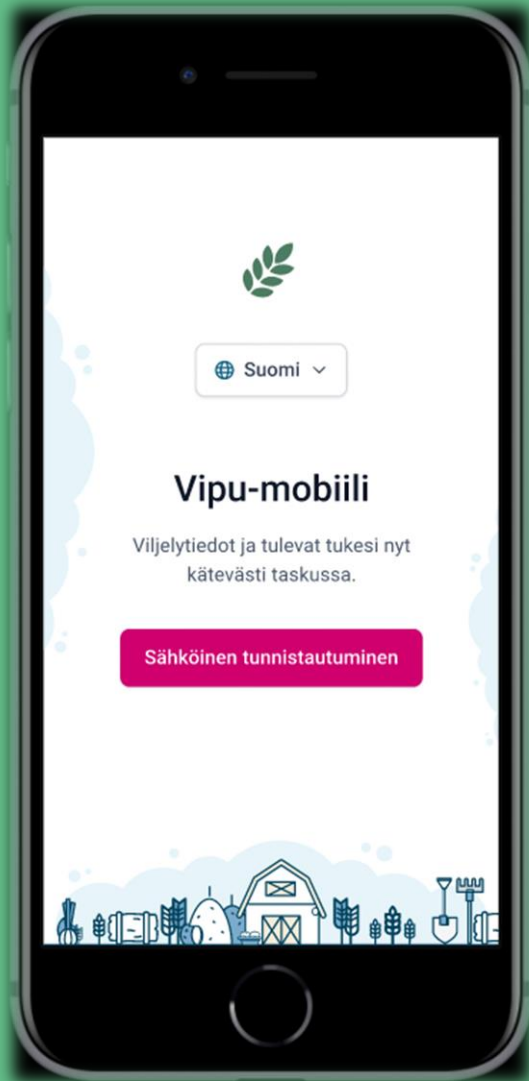 Suomi
Vipu-mobiili
Viljelytiedot ja tulevat tukesi nyt
kätevästi taskussa.
Sähköinen tunnistautuminen